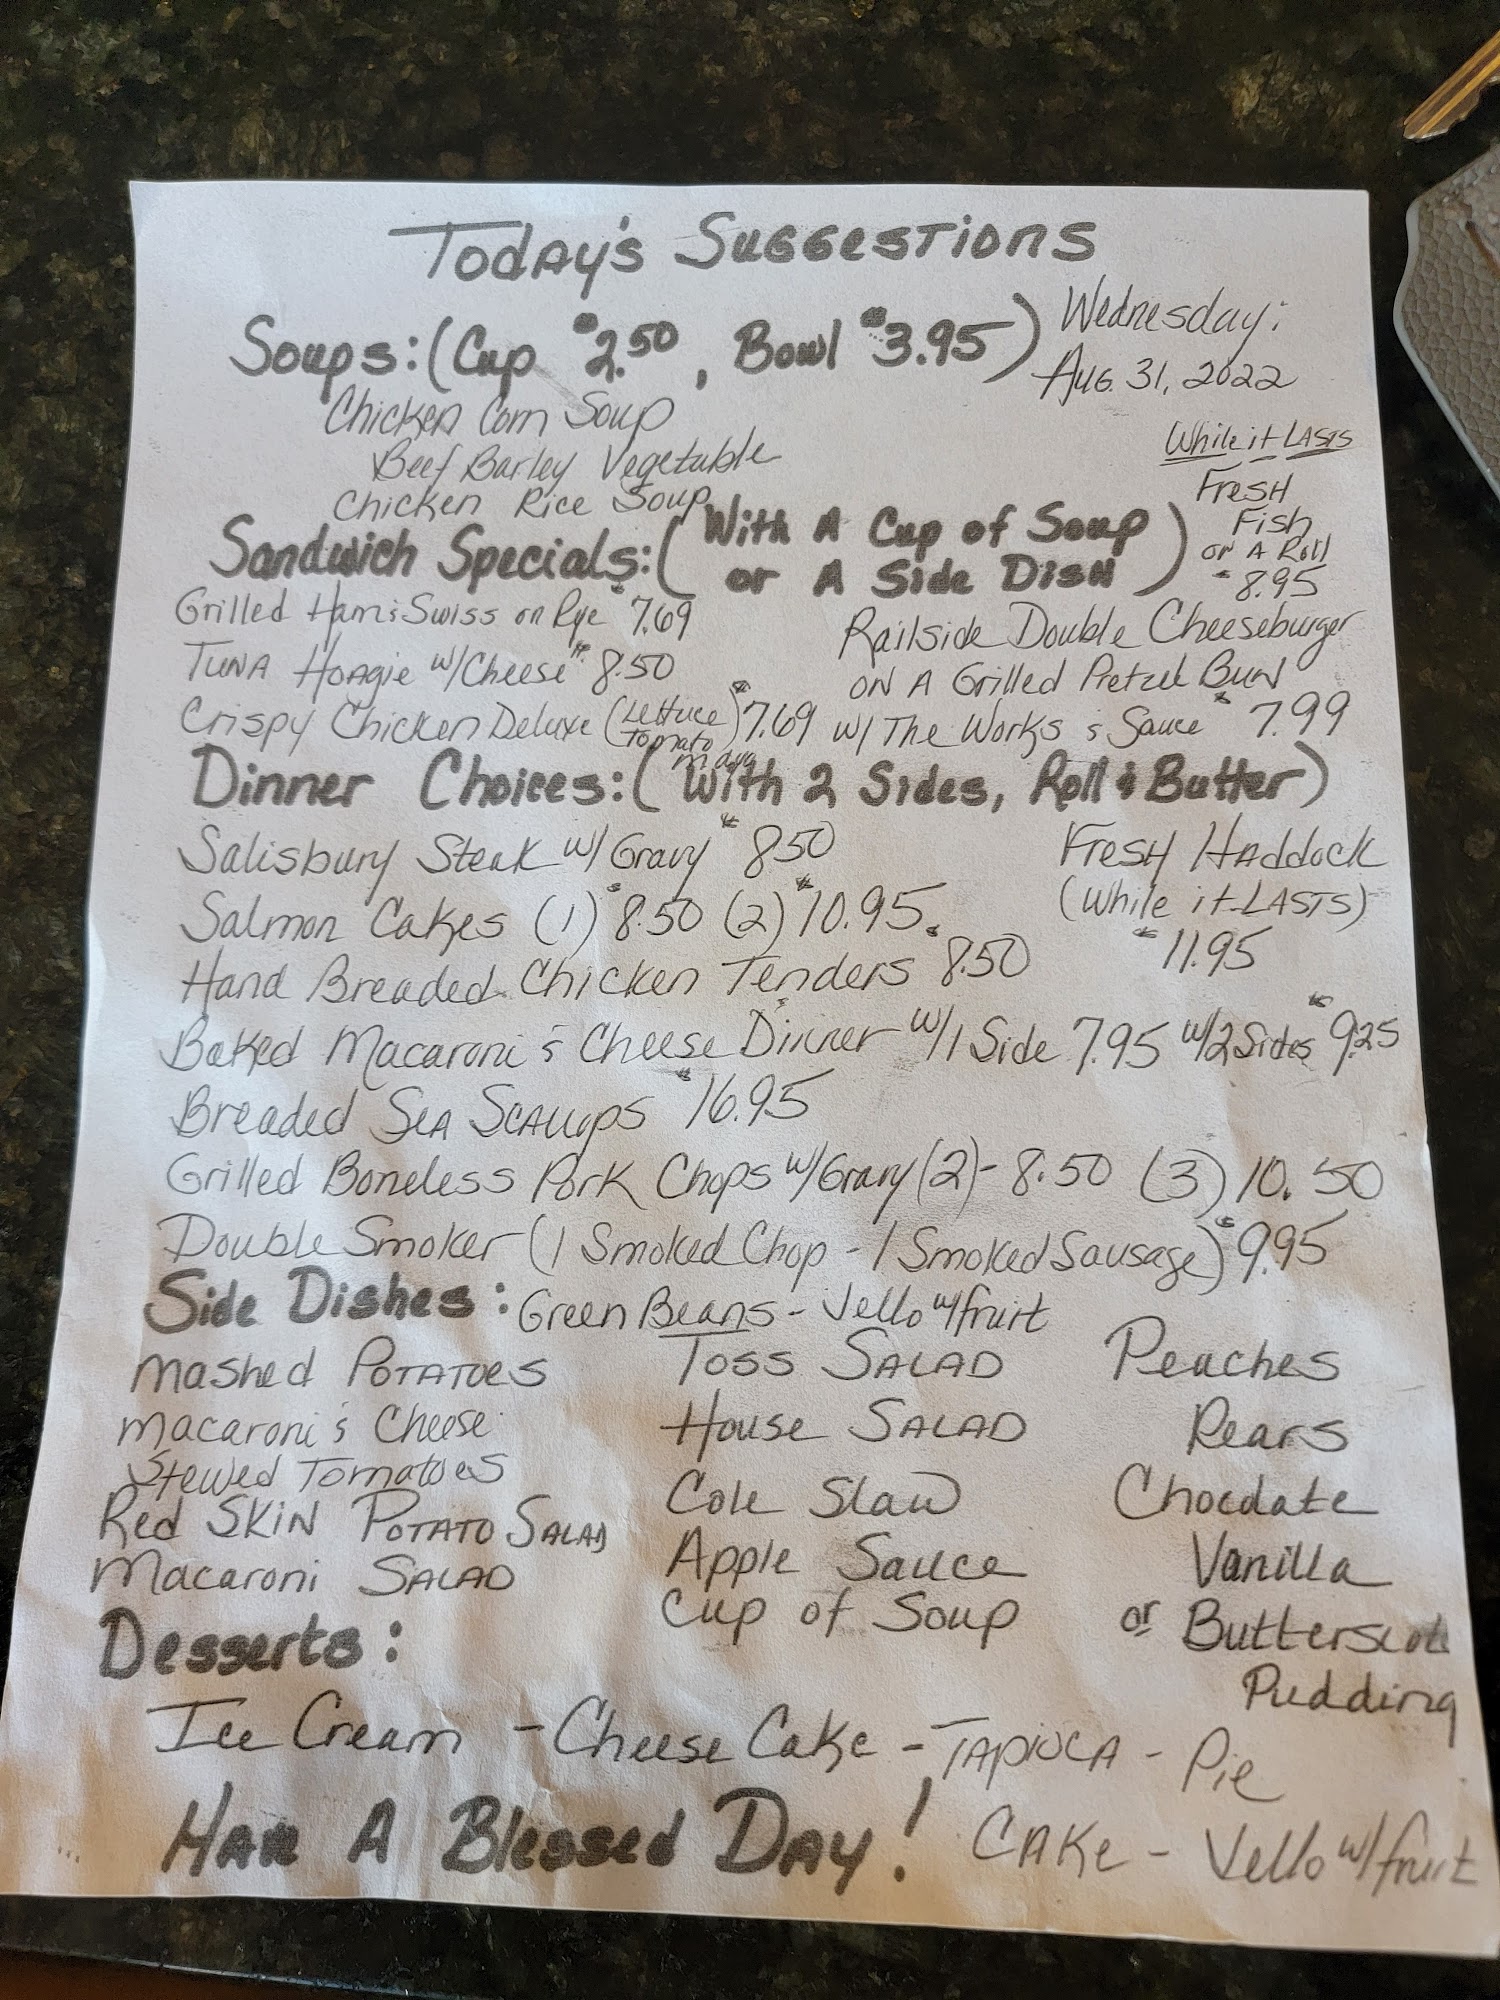 Today's Suggestions
Soups: (Cup $2.50, Bowl $3.95)
Wednesday:
Aug. 31, 2022
Chicken Corn Soup
Beef Barley Vegetable
Chicken Rice Soup
While it LASTS
Fresh
Fish
on A Roll
$8.95
Sandwich Specials: (With A Cup of Soup
or A Side Dish)
Grilled Ham & Swiss on Rye $7.69
Tuna Hoagie w/Cheese $8.50
Crispy Chicken Deluxe (Lettuce Tomato Mayo) $7.69
Railside Double Cheeseburger
on A Grilled Pretzel Bun
w/ The Works & Sauce $7.99
Dinner Choices: (With 2 Sides, Roll & Butter)
Salisbury Steak w/ Gravy $8.50
Salmon Cakes (1) $8.50 (2) $10.95
Hand Breaded Chicken Tenders $8.50
Fresh Haddock
(While it LASTS)
$11.95
Baked Macaroni & Cheese Dinner w/1 Side 7.95 w/2 Sides $9.25
Breaded Sea Scallops $16.95
Grilled Boneless Pork Chops w/Gravy (2)- 8.50 (3) 10.50
Double Smoker (1 Smoked Chop - 1 Smoked Sausage) $9.95
Side Dishes: Green Beans - Jello w/fruit
Mashed Potatoes
Macaroni & Cheese
Stewed Tomatoes
Red Skin Potato Salad
Macaroni Salad
Toss Salad
House Salad
Cole Slaw
Apple Sauce
Cup of Soup
Peaches
Pears
Chocolate
Vanilla
or Butterscotch
Pudding
Desserts:
Ice Cream - Cheese Cake - Tapioca - Pie
Cake - Jello w/fruit
Have A Blessed Day!